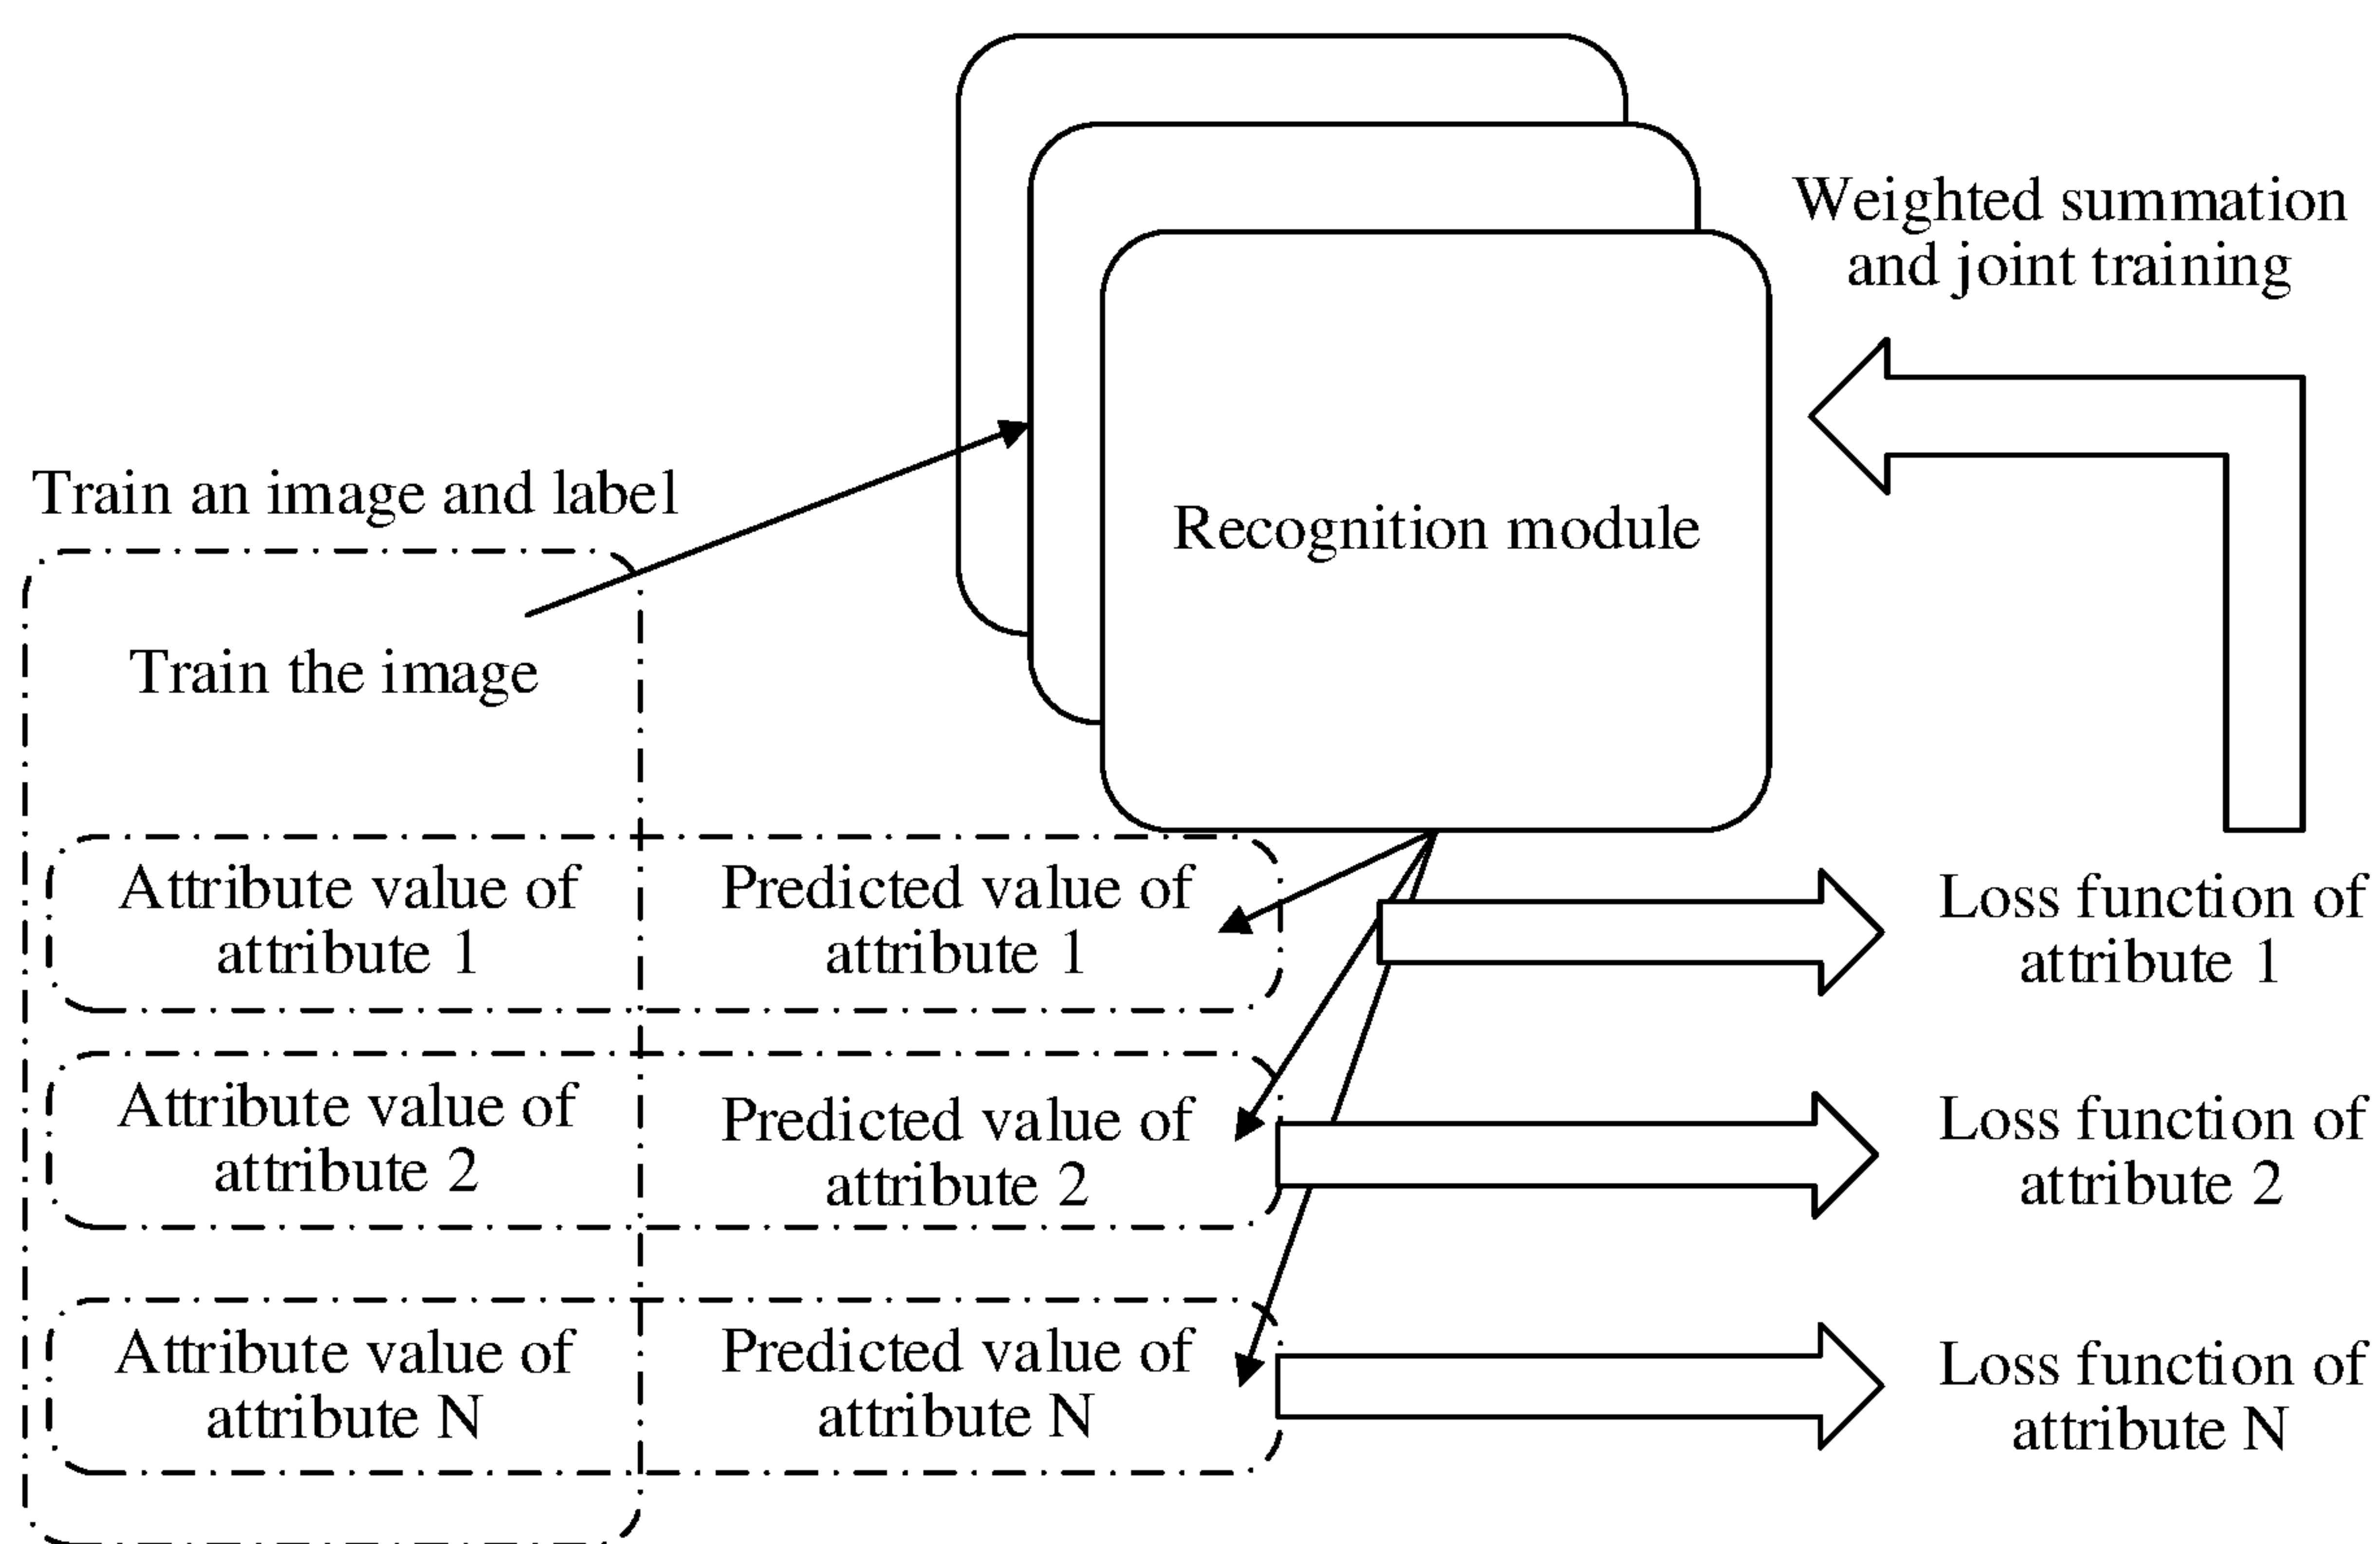 Weighted summation
and joint training
Train an image and label
Recognition module
Train the image
Attribute value of
attribute 1
Predicted value of
attribute 1
Loss function of
attribute 1
Attribute value of
attribute 2
Predicted value of
attribute 2
Loss function of
attribute 2
Attribute value of
attribute N
Predicted value of
attribute N
Loss function of
attribute N